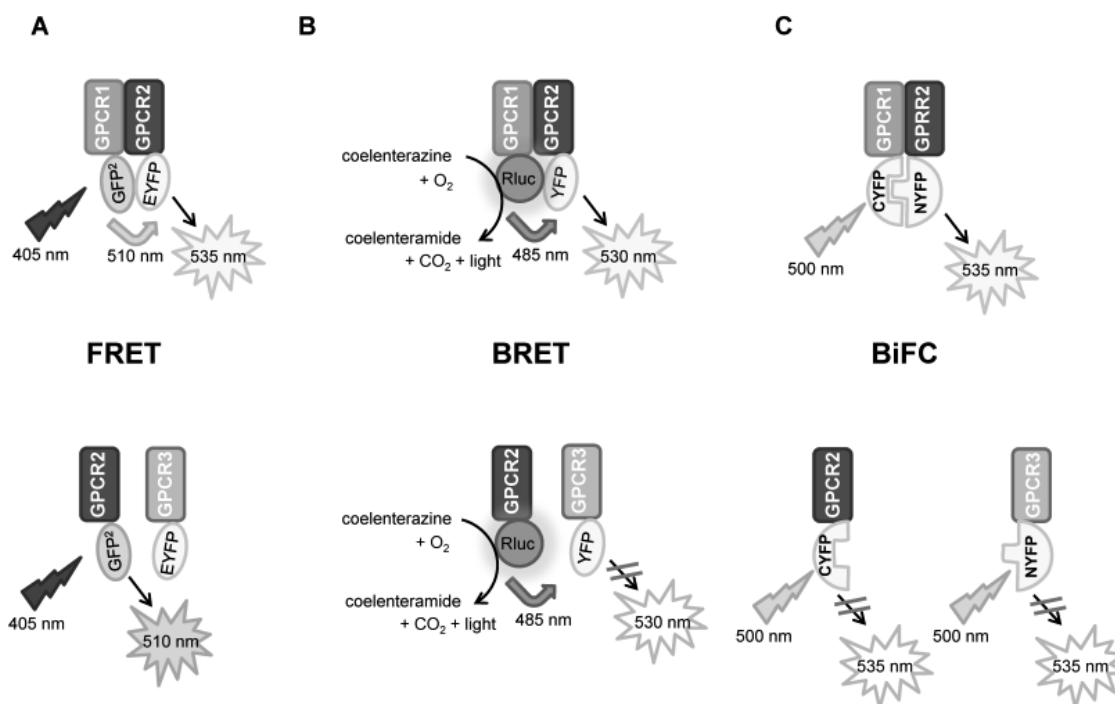 A
GPCR1
GPCR2
GFP²
EYFP
405 nm
510 nm
535 nm
FRET
GPCR2
GPCR3
GFP²
EYFP
405 nm
510 nm
B
GPCR1
GPCR2
coelenterazine
+ O₂
Rluc
YFP
coelenteramide
+ CO₂ + light
485 nm
530 nm
BRET
GPCR2
GPCR3
coelenterazine
+ O₂
Rluc
YFP
coelenteramide
+ CO₂ + light
485 nm
530 nm
C
GPCR1
GPRR2
CYFP
NYFP
500 nm
535 nm
BiFC
GPCR2
CYFP
500 nm
535 nm
GPCR3
NYFP
500 nm
535 nm